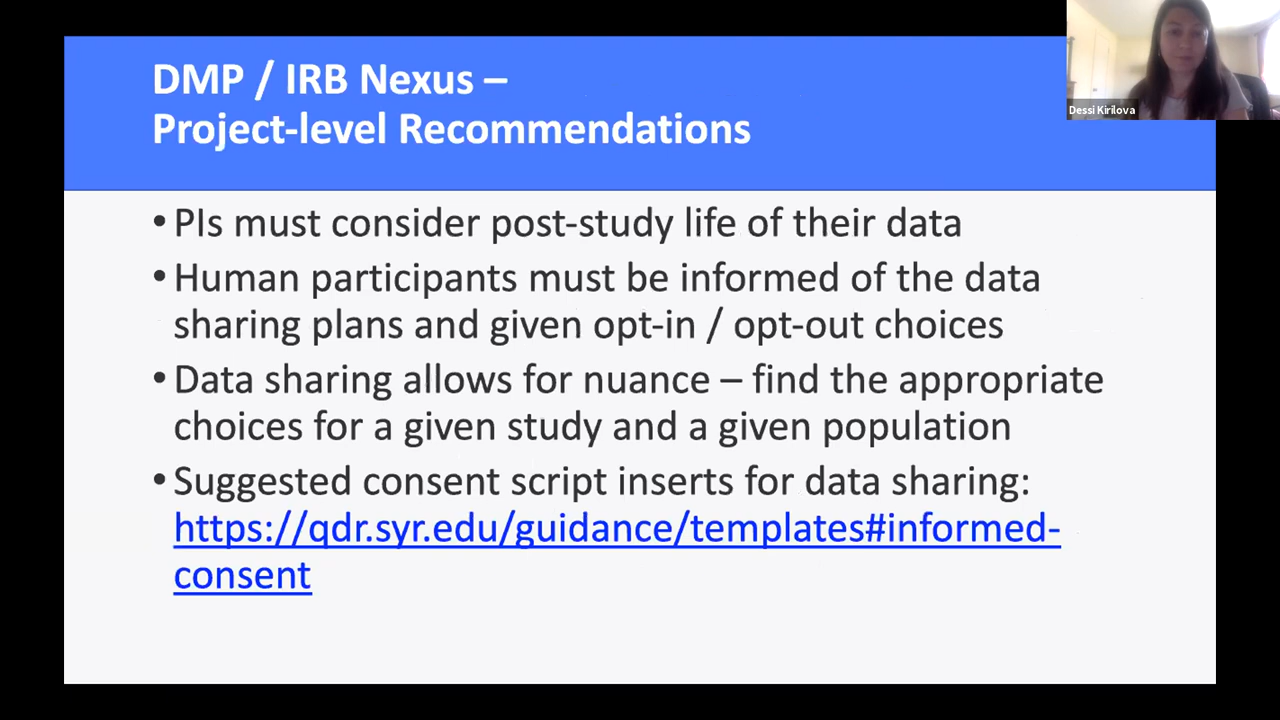 Dessi Kirilova
DMP / IRB Nexus –
Project-level Recommendations
• PIs must consider post-study life of their data
• Human participants must be informed of the data
sharing plans and given opt-in / opt-out choices
• Data sharing allows for nuance – find the appropriate
choices for a given study and a given population
• Suggested consent script inserts for data sharing:
https://qdr.syr.edu/guidance/templates#informed-
consent